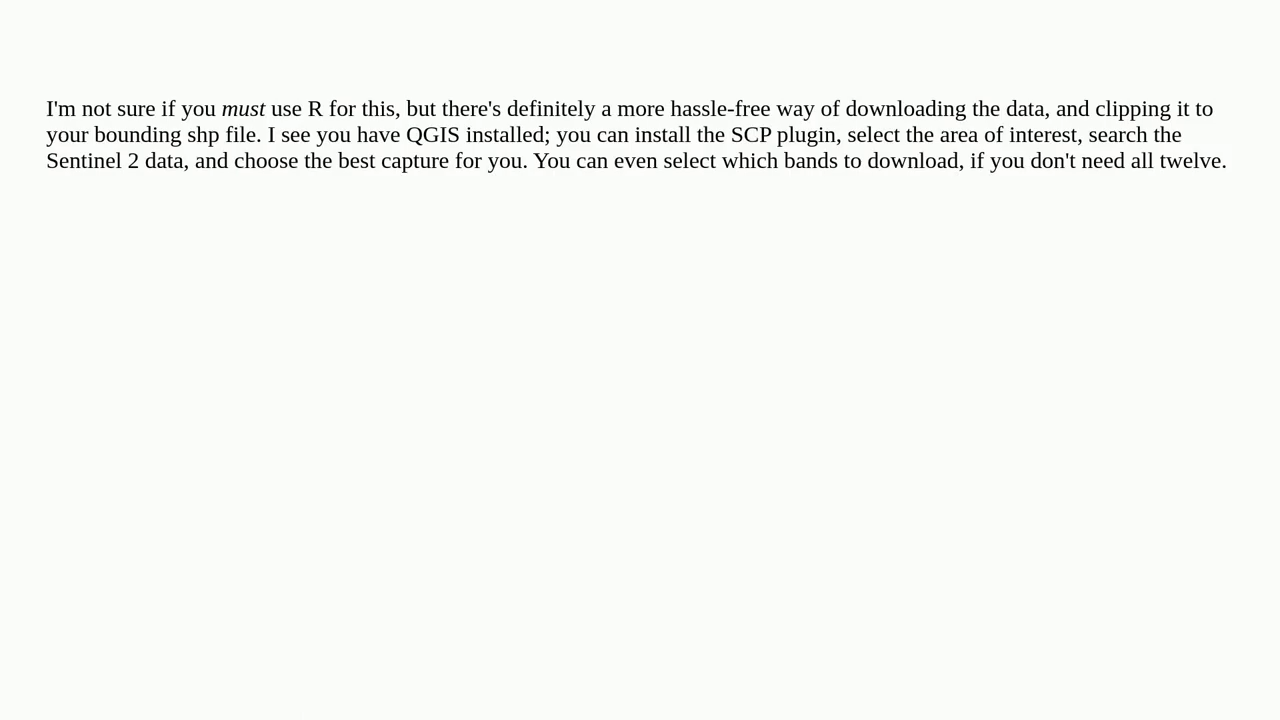 I'm not sure if you must use R for this, but there's definitely a more hassle-free way of downloading the data, and clipping it to
your bounding shp file. I see you have QGIS installed; you can install the SCP plugin, select the area of interest, search the
Sentinel 2 data, and choose the best capture for you. You can even select which bands to download, if you don't need all twelve.